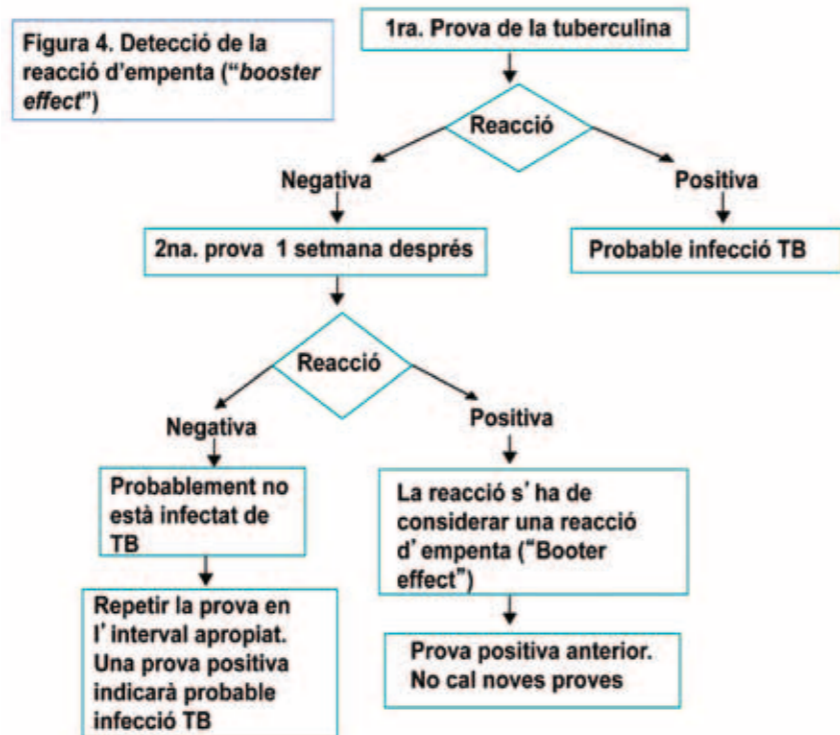 Figura 4. Detecció de la
reacció d'empenta ("booster
effect")
1ra. Prova de la tuberculina
Reacció
Negativa
Positiva
2na. prova 1 setmana després
Probable infecció TB
Reacció
Negativa
Positiva
Probablement no
està infectat de
TB
La reacció s'ha de
considerar una reacció
d'empenta ("Booter
effect")
Repetir la prova en
l'interval apropiat.
Una prova positiva
indicarà probable
infecció TB
Prova positiva anterior.
No cal noves proves